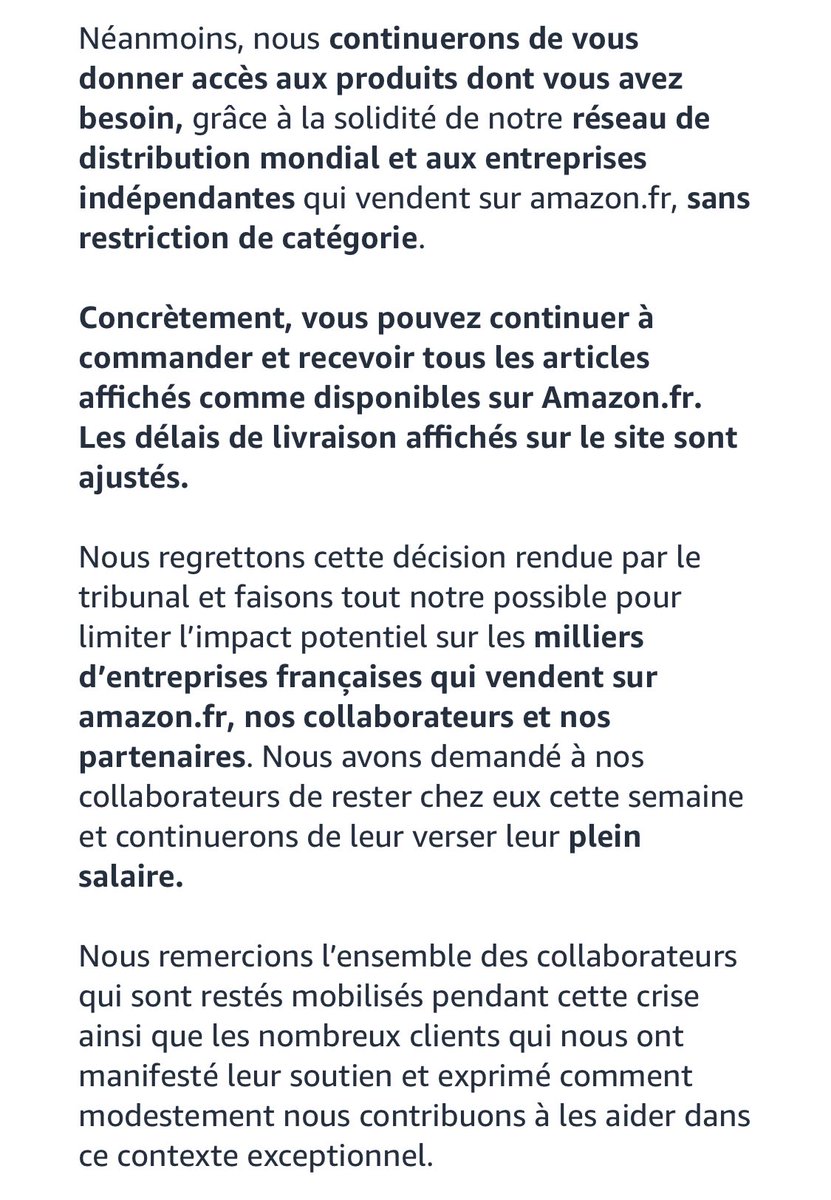 Néanmoins, nous continuerons de vous
donner accès aux produits dont vous avez
besoin, grâce à la solidité de notre réseau de
distribution mondial et aux entreprises
indépendantes qui vendent sur amazon.fr, sans
restriction de catégorie.
Concrètement, vous pouvez continuer à
commander et recevoir tous les articles
affichés comme disponibles sur Amazon.fr.
Les délais de livraison affichés sur le site sont
ajustés.
Nous regrettons cette décision rendue par le
tribunal et faisons tout notre possible pour
limiter l’impact potentiel sur les milliers
d’entreprises françaises qui vendent sur
amazon.fr, nos collaborateurs et nos
partenaires. Nous avons demandé à nos
collaborateurs de rester chez eux cette semaine
et continuerons de leur verser leur plein
salaire.
Nous remercions l’ensemble des collaborateurs
qui sont restés mobilisés pendant cette crise
ainsi que les nombreux clients qui nous ont
manifesté leur soutien et exprimé comment
modestement nous contribuons à les aider dans
ce contexte exceptionnel.